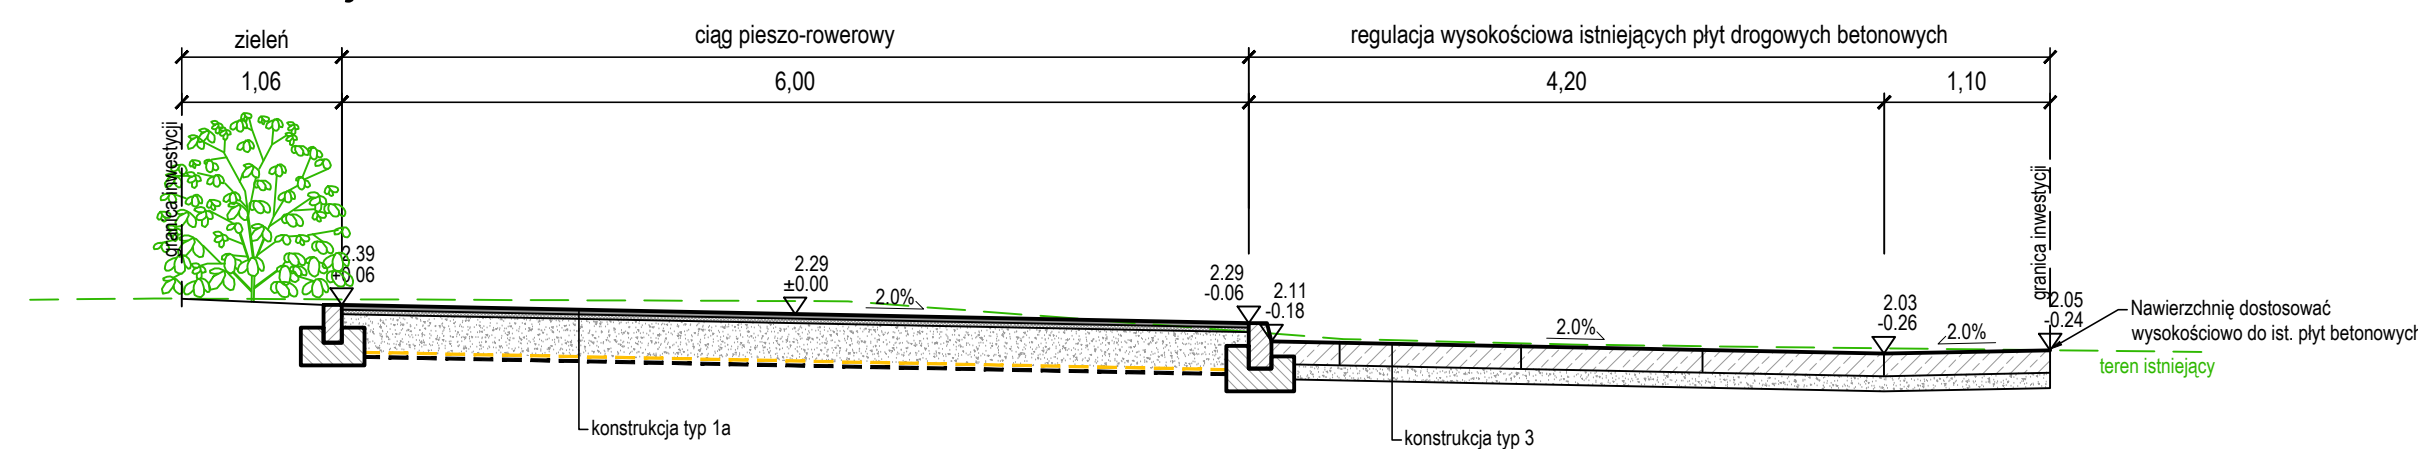 zieleń
ciąg pieszo-rowerowy
regulacja wysokościowa istniejących płyt drogowych betonowych
1,06
6,00
4,20
1,10
granica inwestycji
granica inwestycji
2.39
+0.06
2.29
±0.00
2.0%
2.29
-0.06
2.11
-0.18
2.0%
2.03
-0.26
2.0%
2.05
-0.24
Nawierzchnię dostosować
wysokościowo do ist. płyt betonowych
teren istniejący
konstrukcja typ 1a
konstrukcja typ 3